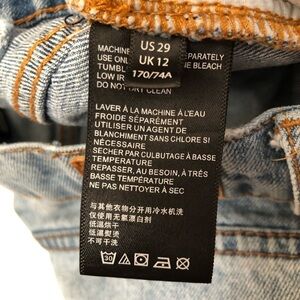 US 29
UK 12
170/74A
MACHINE PARATELY
USE ONL E BLEACH
TUMBL
LOW IR
DO NOT DRY CLEAN
LAVER À LA MACHINE À L'EAU
FROIDE SÉPARÉMENT
UTILISER UN AGENT DE
BLANCHIMENT SANS CHLORE SI
NÉCESSAIRE
SECHER PAR CULBUTAGE À BASSE
TEMPERATURE
REPASSER, AU BESOIN, À TRÈS
BASSE TEMPÉRATURE
NE PAS NETTOYER À SEC
与其他衣物分开用冷水机洗
仅使用无氯漂白剂
低温烘干
低温熨烫
不可干洗
30